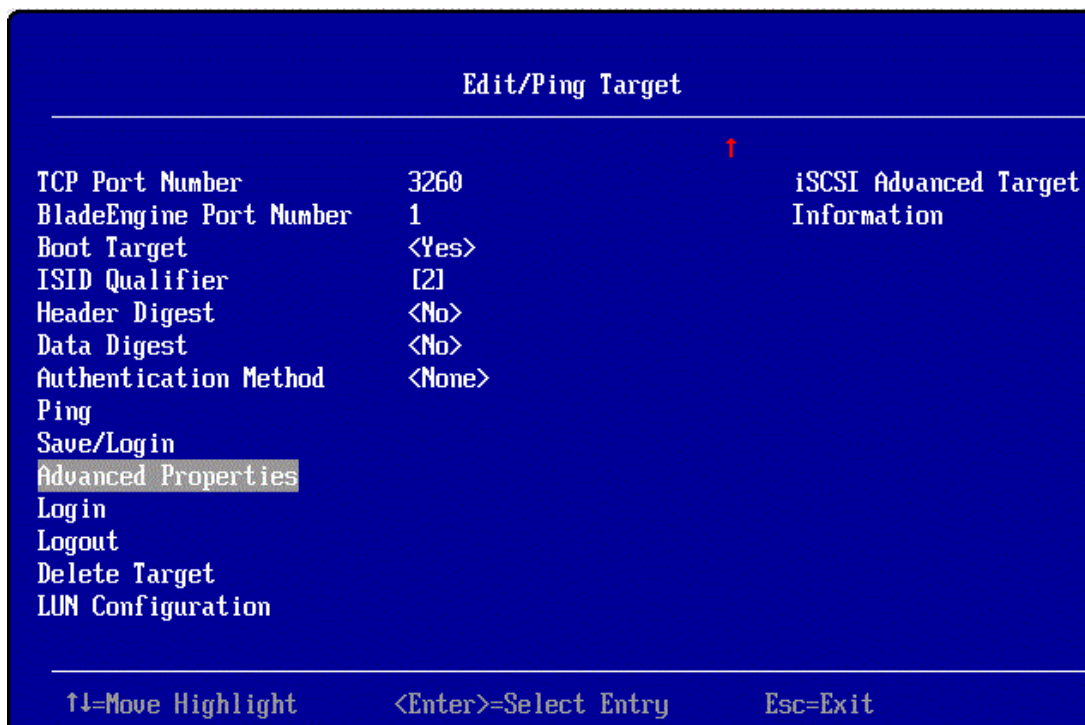 Edit/Ping Target
↑
TCP Port Number 3260 iSCSI Advanced Target
BladeEngine Port Number 1 Information
Boot Target <Yes>
ISID Qualifier [2]
Header Digest <No>
Data Digest <No>
Authentication Method <None>
Ping
Save/Login
Advanced Properties
Login
Logout
Delete Target
LUN Configuration
↑↓=Move Highlight <Enter>=Select Entry Esc=Exit